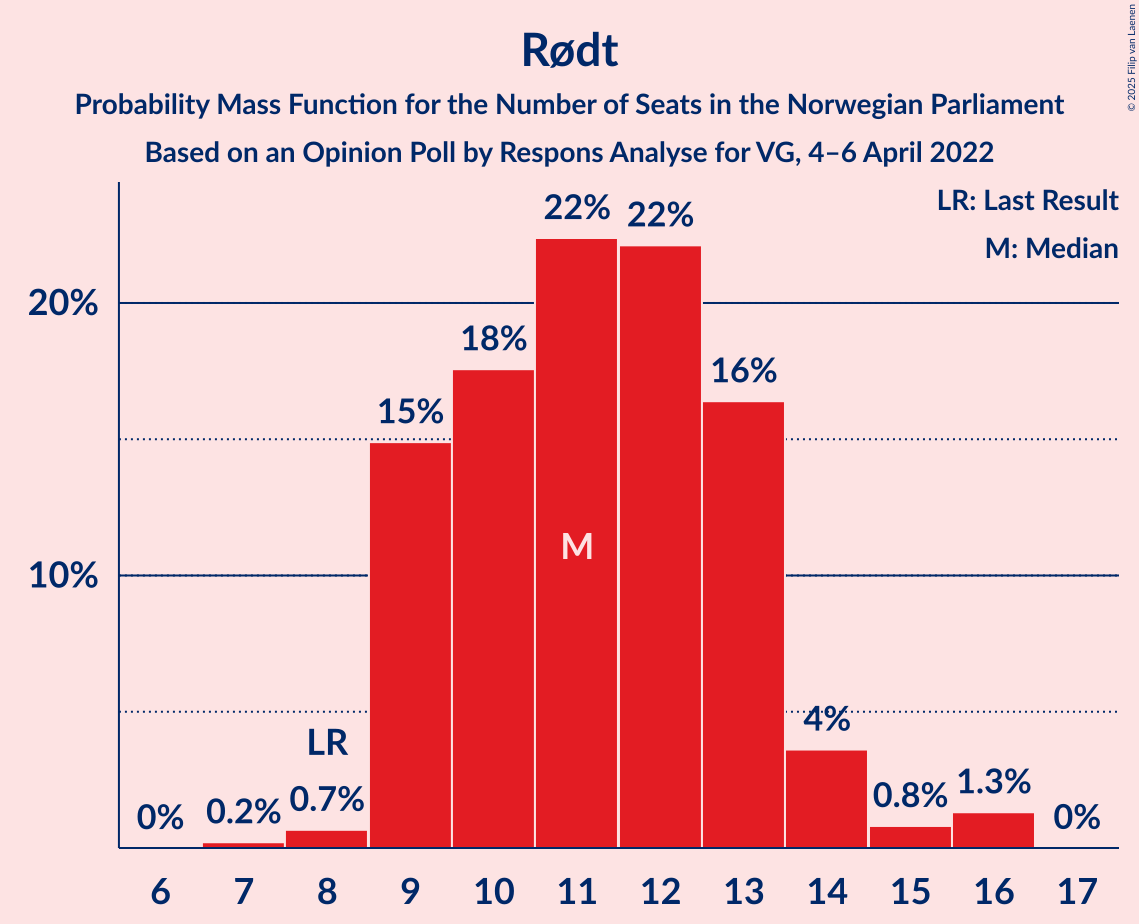 Rødt
Probability Mass Function for the Number of Seats in the Norwegian Parliament
Based on an Opinion Poll by Respons Analyse for VG, 4–6 April 2022
© 2025 Filip van Laenen
LR: Last Result
M: Median
20%
10%
0%
0.2%
0.7%
LR
15%
18%
22%
M
22%
16%
4%
0.8%
1.3%
0%
6 7 8 9 10 11 12 13 14 15 16 17